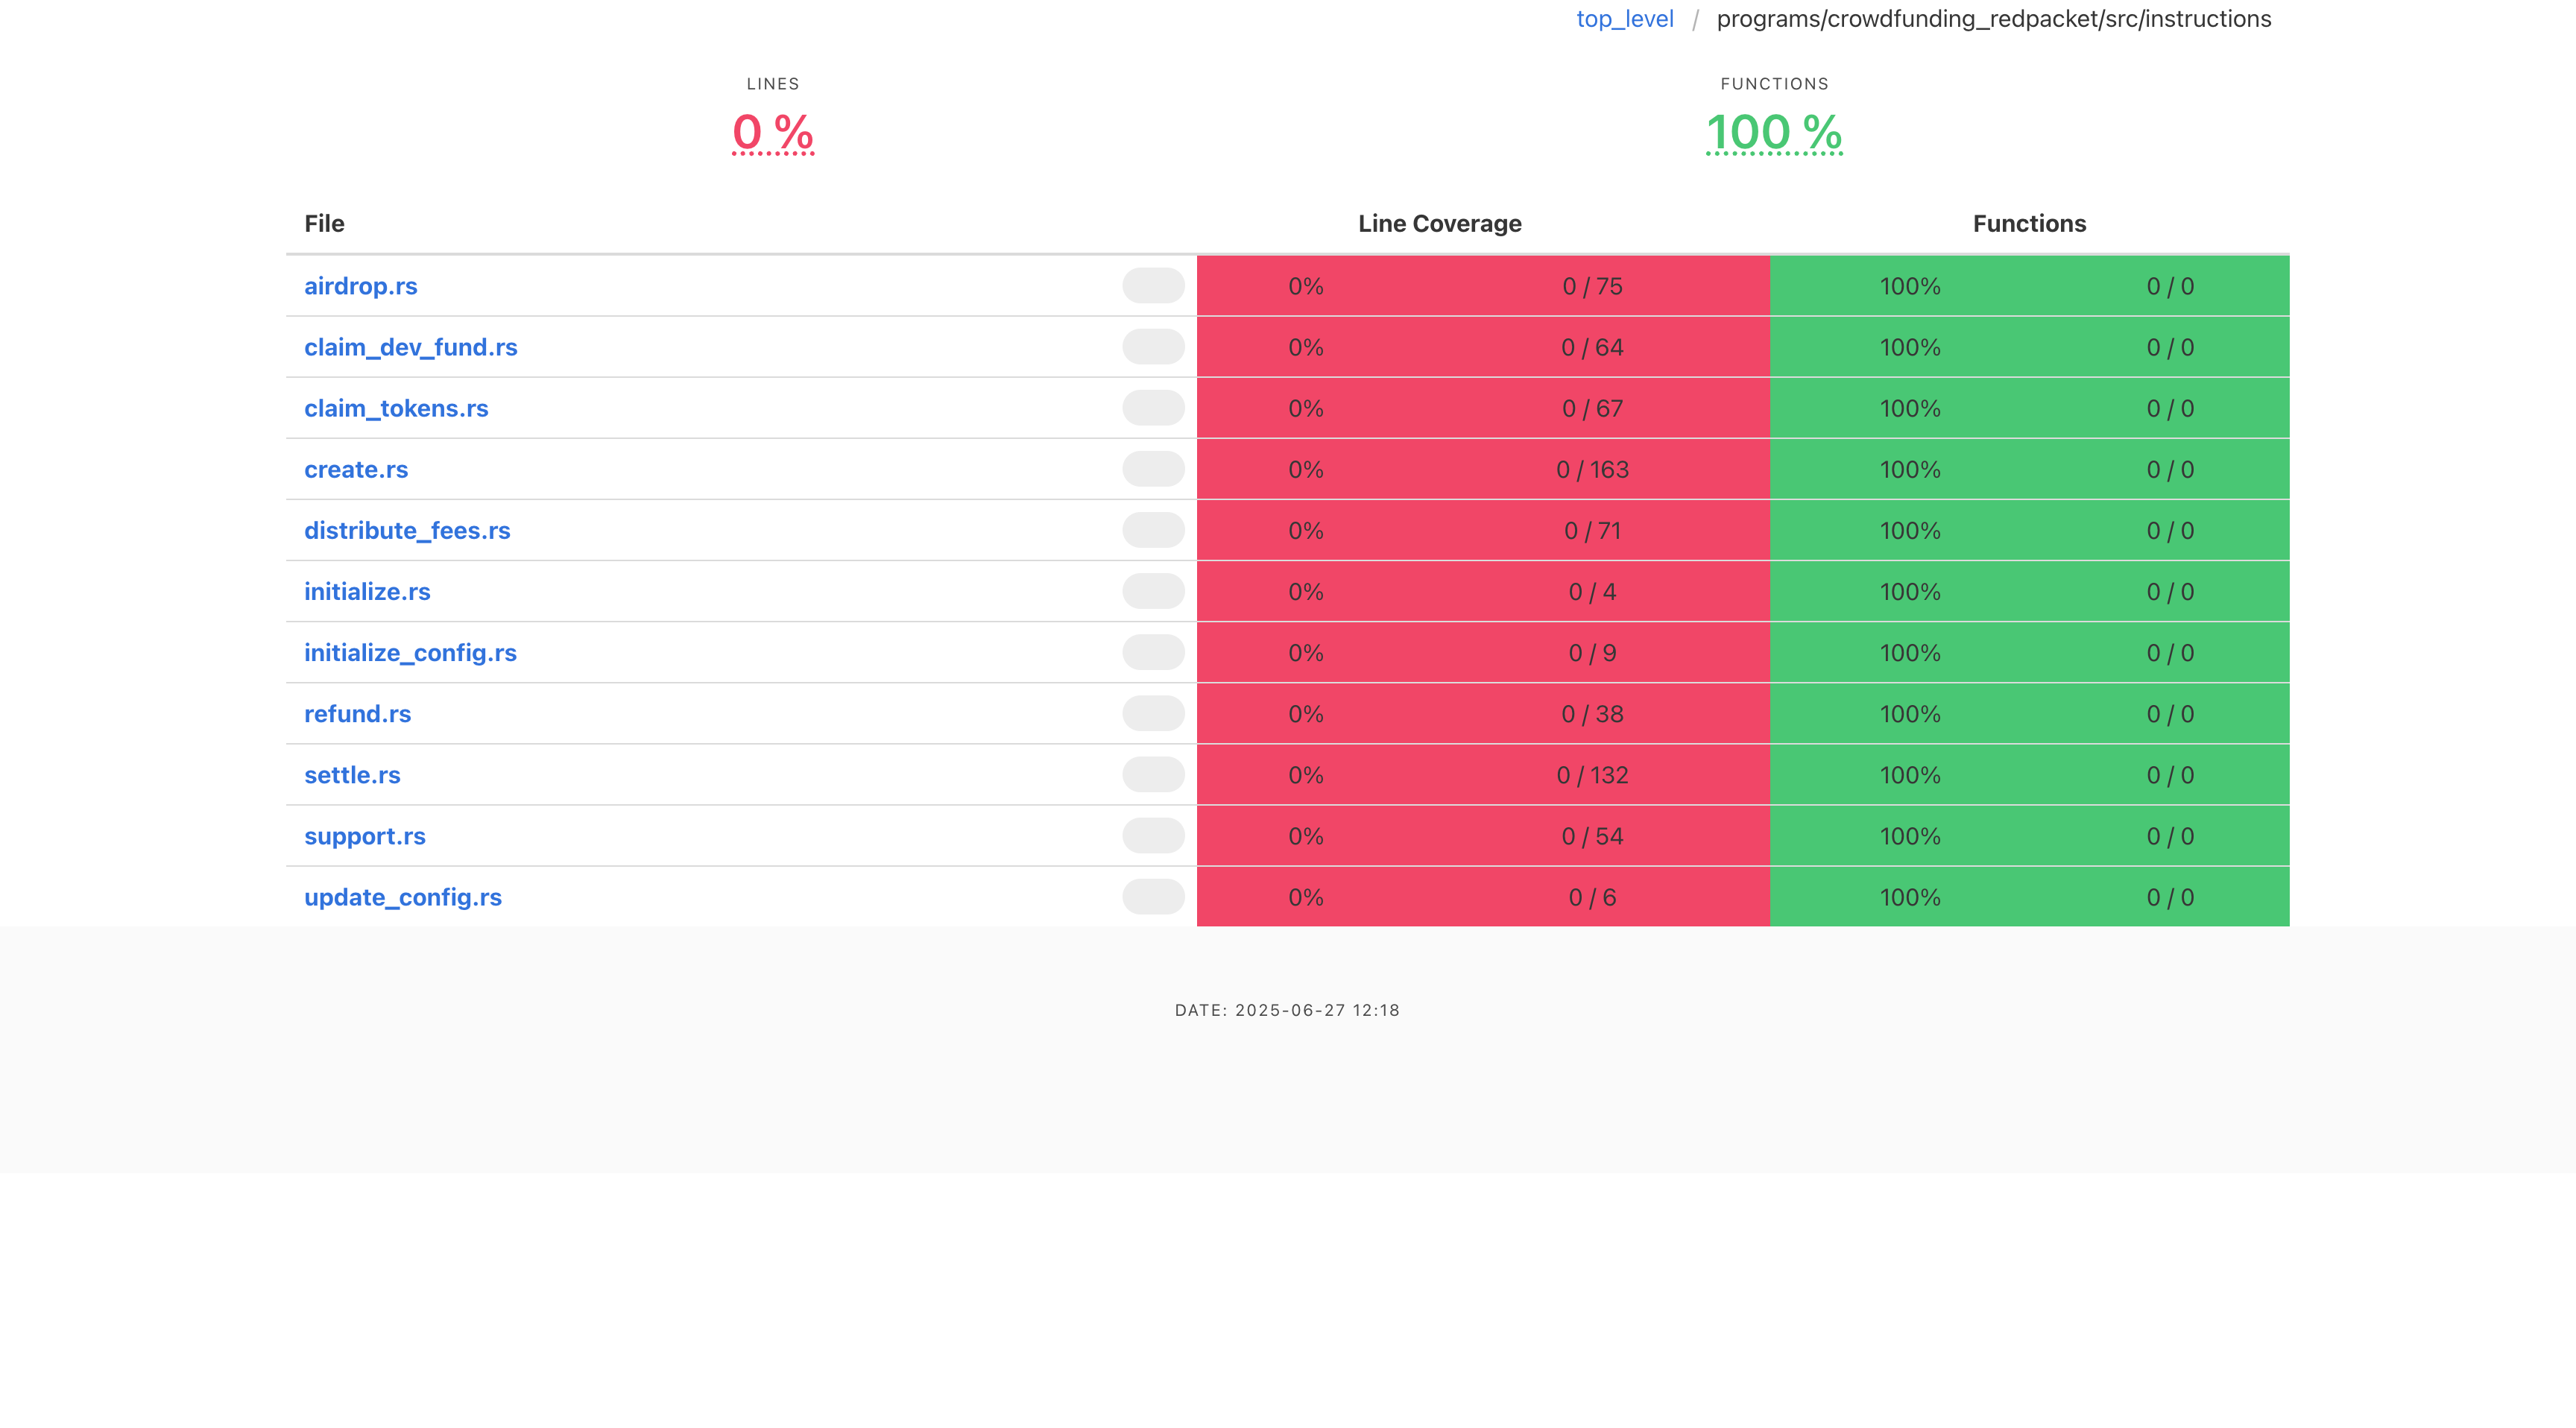 top_level / programs/crowdfunding_redpacket/src/instructions
LINES FUNCTIONS
0 % 100 %
File Line Coverage Functions
airdrop.rs 0% 0 / 75 100% 0 / 0
claim_dev_fund.rs 0% 0 / 64 100% 0 / 0
claim_tokens.rs 0% 0 / 67 100% 0 / 0
create.rs 0% 0 / 163 100% 0 / 0
distribute_fees.rs 0% 0 / 71 100% 0 / 0
initialize.rs 0% 0 / 4 100% 0 / 0
initialize_config.rs 0% 0 / 9 100% 0 / 0
refund.rs 0% 0 / 38 100% 0 / 0
settle.rs 0% 0 / 132 100% 0 / 0
support.rs 0% 0 / 54 100% 0 / 0
update_config.rs 0% 0 / 6 100% 0 / 0
DATE: 2025-06-27 12:18